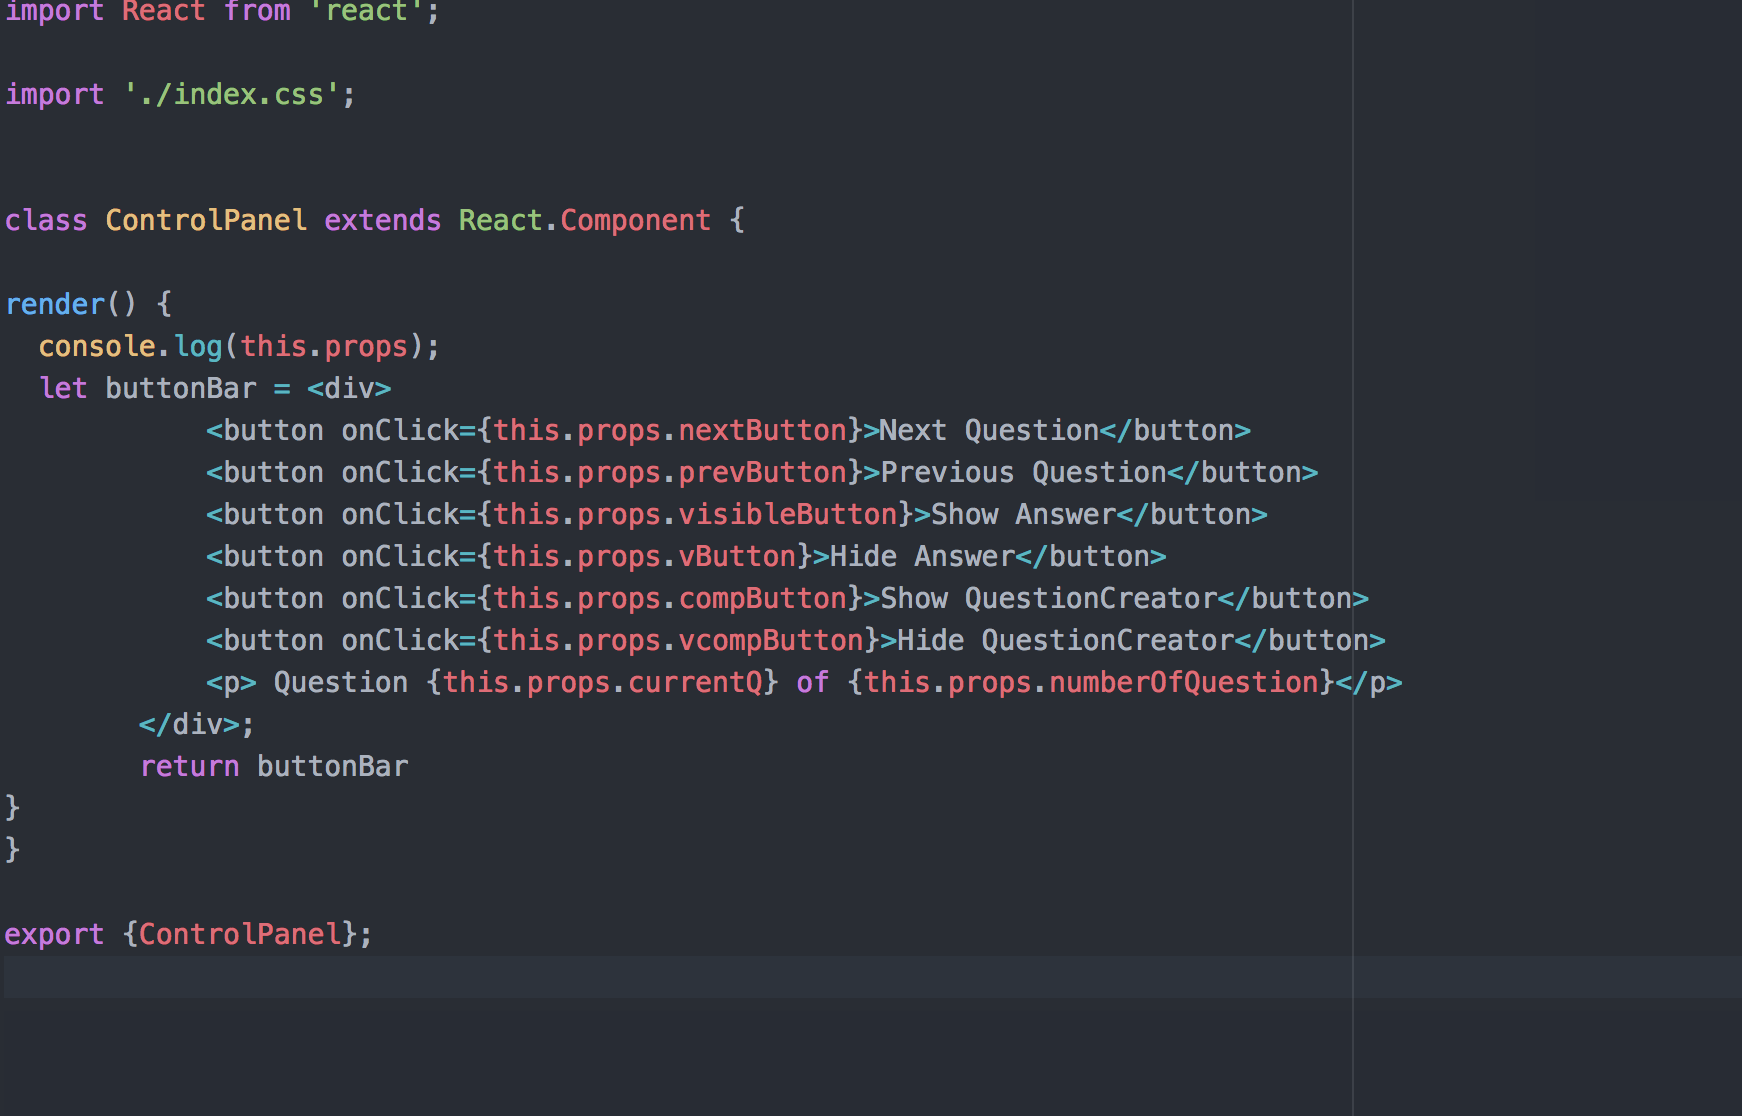 import React from 'react';
import './index.css';
class ControlPanel extends React.Component {
render() {
console.log(this.props);
let buttonBar = <div>
<button onClick={this.props.nextButton}>Next Question</button>
<button onClick={this.props.prevButton}>Previous Question</button>
<button onClick={this.props.visibleButton}>Show Answer</button>
<button onClick={this.props.vButton}>Hide Answer</button>
<button onClick={this.props.compButton}>Show QuestionCreator</button>
<button onClick={this.props.vcompButton}>Hide QuestionCreator</button>
<p> Question {this.props.currentQ} of {this.props.numberOfQuestion}</p>
</div>;
return buttonBar
}
}
export {ControlPanel};